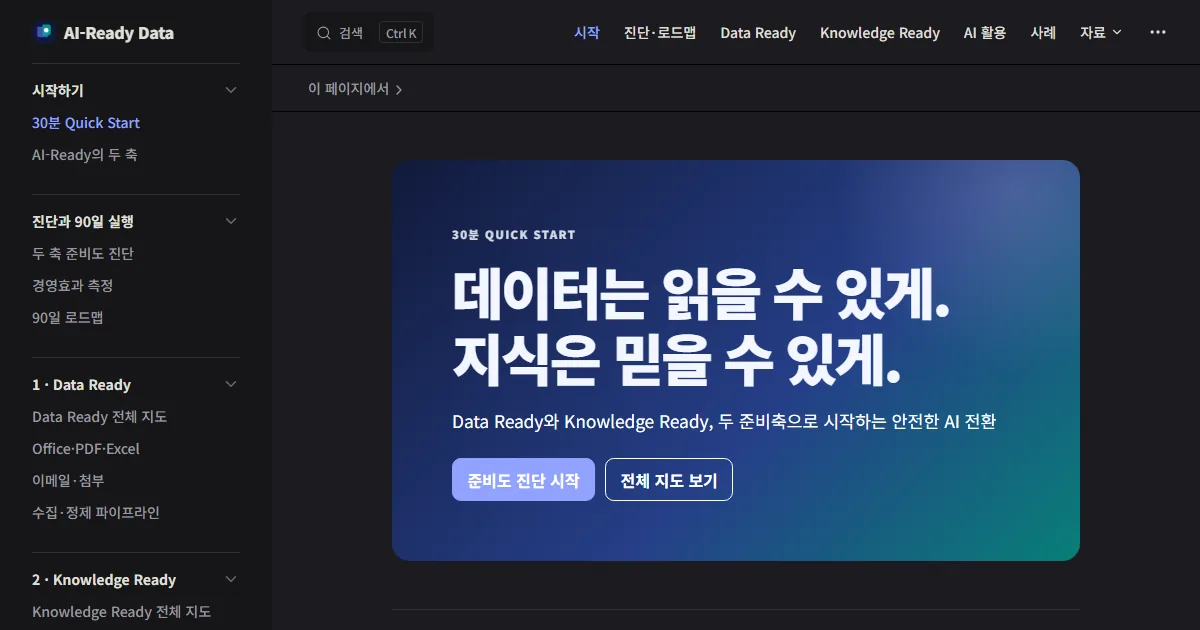 AI-Ready Data
시작하기
30분 Quick Start
AI-Ready의 두 축
진단과 90일 실행
두 축 준비도 진단
경영효과 측정
90일 로드맵
1 · Data Ready
Data Ready 전체 지도
Office·PDF·Excel
이메일·첨부
수집·정제 파이프라인
2 · Knowledge Ready
Knowledge Ready 전체 지도
검색 Ctrl K
시작 진단·로드맵 Data Ready Knowledge Ready AI 활용 사례 자료
이 페이지에서
30분 QUICK START
데이터는 읽을 수 있게.
지식은 믿을 수 있게.
Data Ready와 Knowledge Ready, 두 준비축으로 시작하는 안전한 AI 전환
준비도 진단 시작 전체 지도 보기